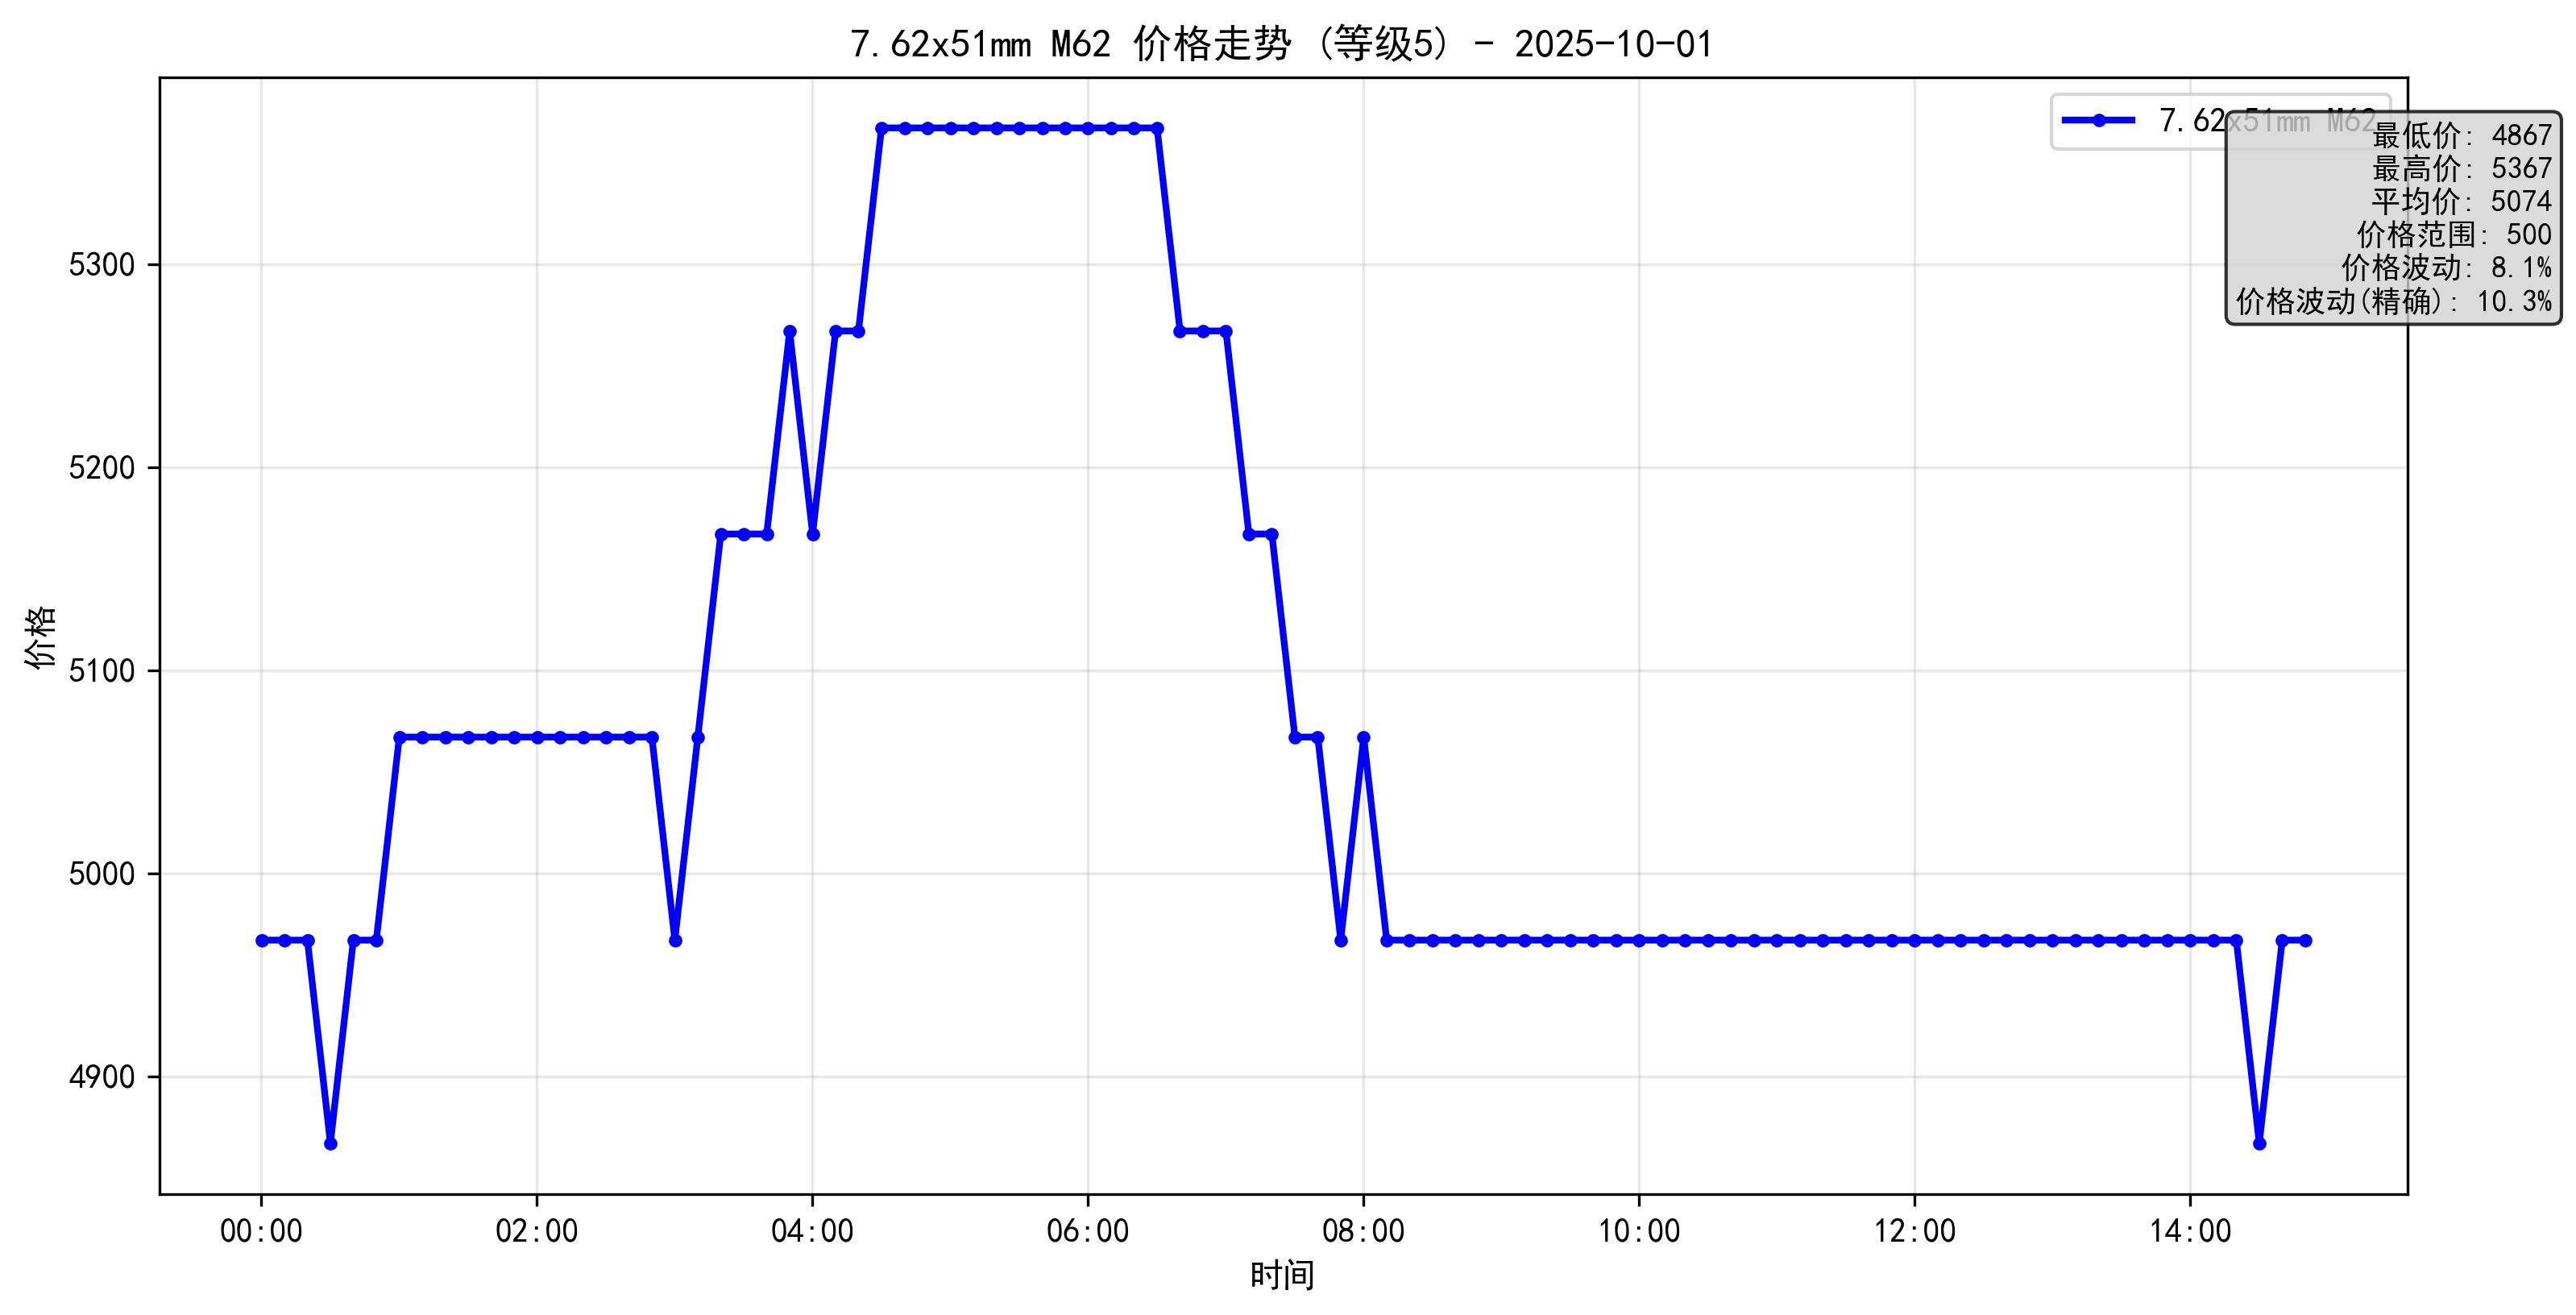 7.62x51mm M62 价格走势 (等级5) - 2025-10-01
7.62x51mm M62
最低价: 4867
最高价: 5367
平均价: 5074
价格范围: 500
价格波动: 8.1%
价格波动(精确): 10.3%
价格
5300
5200
5100
5000
4900
00:00 02:00 04:00 06:00 08:00 10:00 12:00 14:00
时间